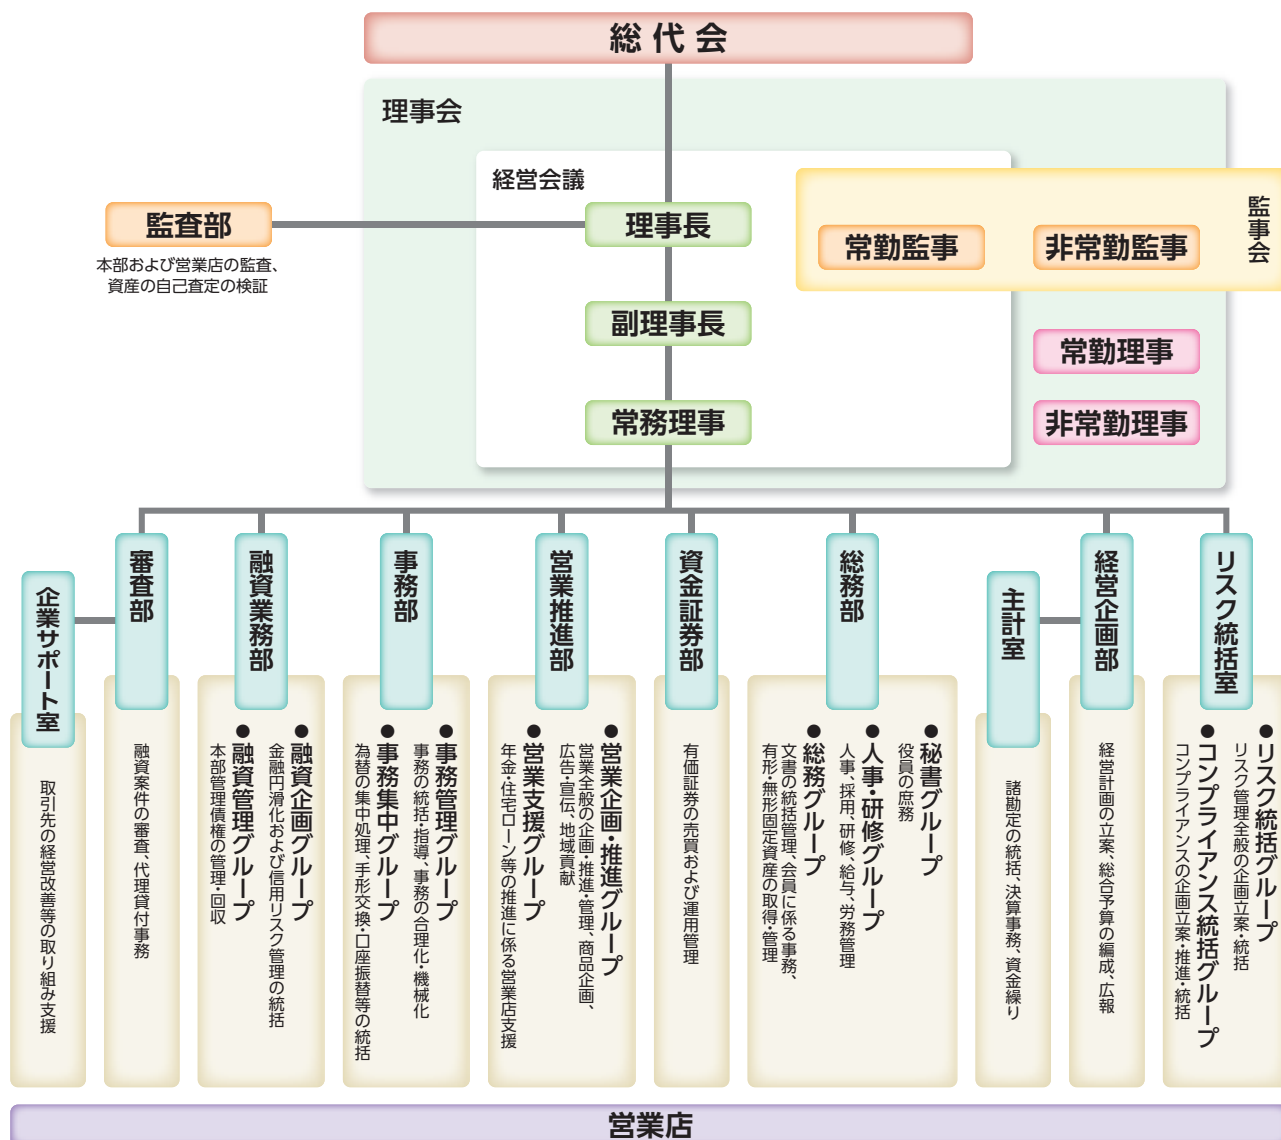 総代会
理事会
経営会議
監事会
監査部
本部および営業店の監査、
資産の自己査定の検証
理事長
常勤監事
非常勤監事
副理事長
常勤理事
常務理事
非常勤理事
リスク統括室
●リスク統括グループ
リスク管理全般の企画立案・統括
●コンプライアンス統括グループ
コンプライアンスの企画立案・推進・統括
経営企画部
経営計画の立案、総合予算の編成、広報
主計室
諸勘定の統括、決算事務、資金繰り
総務部
●秘書グループ
役員の庶務
●人事・研修グループ
人事、採用、研修、給与、労務管理
●総務グループ
文書の統括管理、会員に係る事務、
有形・無形固定資産の取得・管理
資金証券部
有価証券の売買および運用管理
営業推進部
●営業企画・推進グループ
営業全般の企画・推進・管理、商品企画、
広告・宣伝、地域貢献
●営業支援グループ
年金・住宅ローン等の推進に係る営業店支援
事務部
●事務管理グループ
事務の統括・指導、事務の合理化・機械化
●事務集中グループ
為替の集中処理、手形交換・口座振替等の統括
融資業務部
●融資企画グループ
金融円滑化および信用リスク管理の統括
●融資管理グループ
本部管理債権の管理・回収
審査部
融資案件の審査、代理貸付事務
企業サポート室
取引先の経営改善等の取り組み支援
営業店